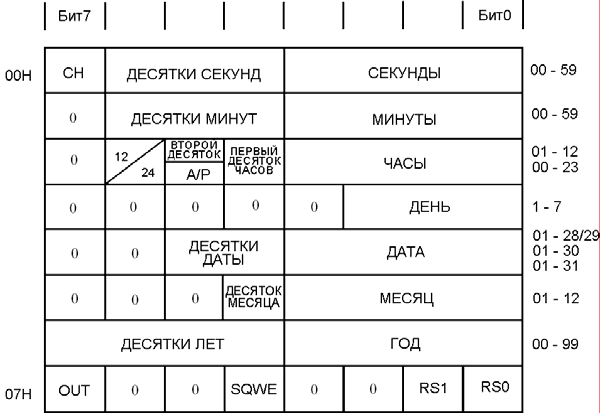 Бит7 Бит0
00H CH ДЕСЯТКИ СЕКУНД СЕКУНДЫ 00 - 59
0 ДЕСЯТКИ МИНУТ МИНУТЫ 00 - 59
0 12 24 ВТОРОЙ ДЕСЯТОК A/P ПЕРВЫЙ ДЕСЯТОК ЧАСОВ ЧАСЫ 01 - 12 00 - 23
0 0 0 0 0 ДЕНЬ 1 - 7
0 0 ДЕСЯТКИ ДАТЫ ДАТА 01 - 28/29 01 - 30 01 - 31
0 0 0 ДЕСЯТОК МЕСЯЦА МЕСЯЦ 01 - 12
ДЕСЯТКИ ЛЕТ ГОД 00 - 99
07H OUT 0 0 SQWE 0 0 RS1 RS0